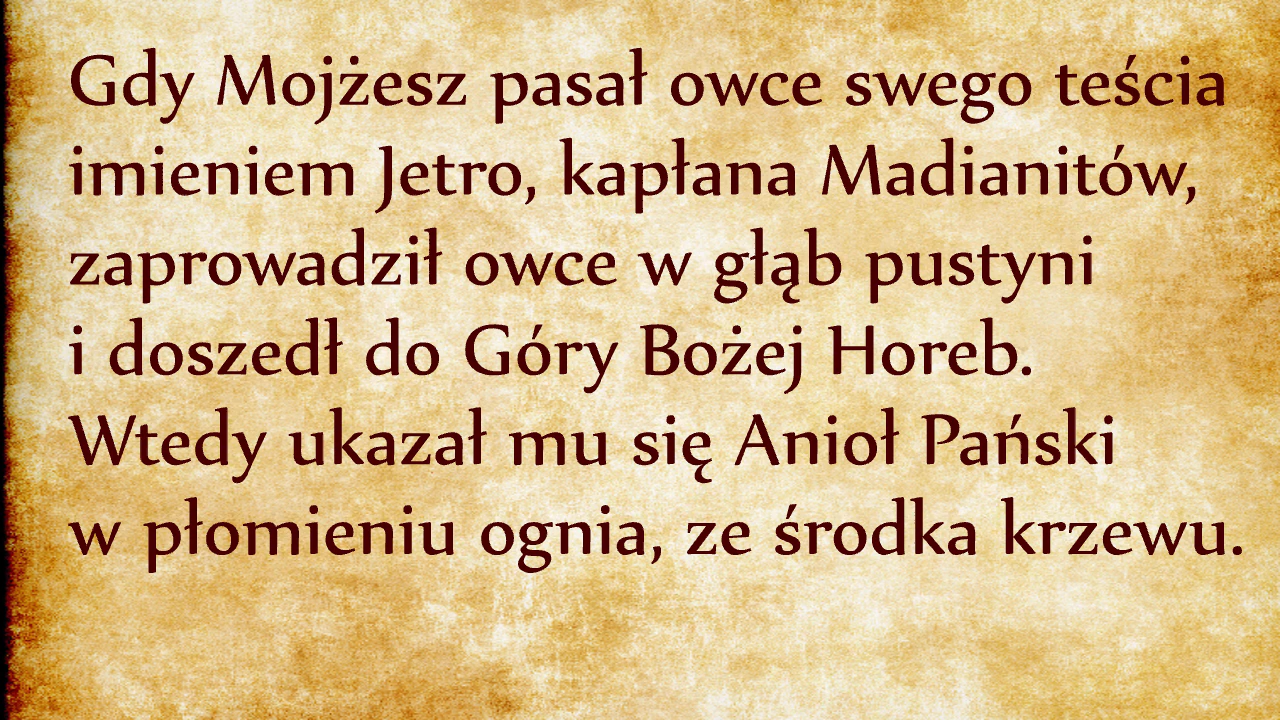 Gdy Mojżesz pasał owce swego teścia
imieniem Jetro, kapłana Madianitów,
zaprowadził owce w głąb pustyni
i doszedł do Góry Bożej Horeb.
Wtedy ukazał mu się Anioł Pański
w płomieniu ognia, ze środka krzewu.